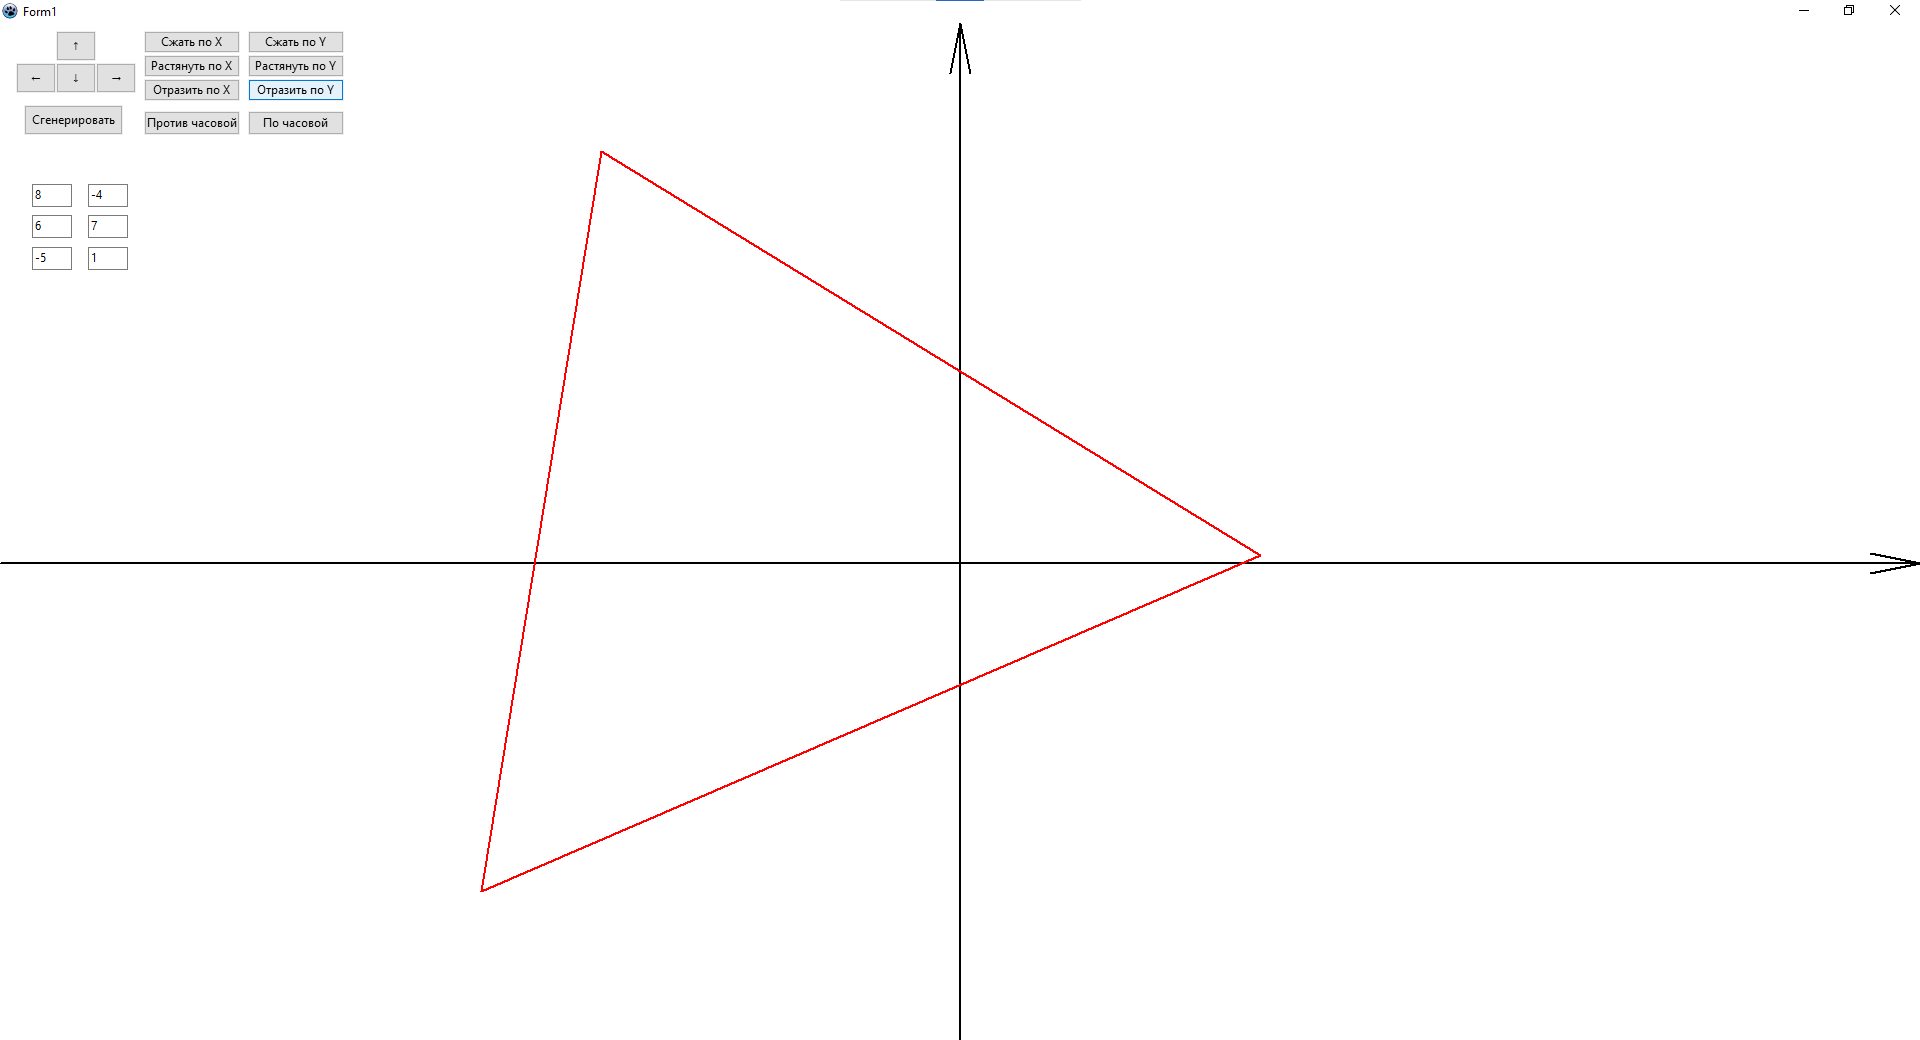 Form1
↑
← ↓ →
Сгенерировать
Сжать по X Сжать по Y
Растянуть по X Растянуть по Y
Отразить по X Отразить по Y
Против часовой По часовой
8 -4
6 7
-5 1